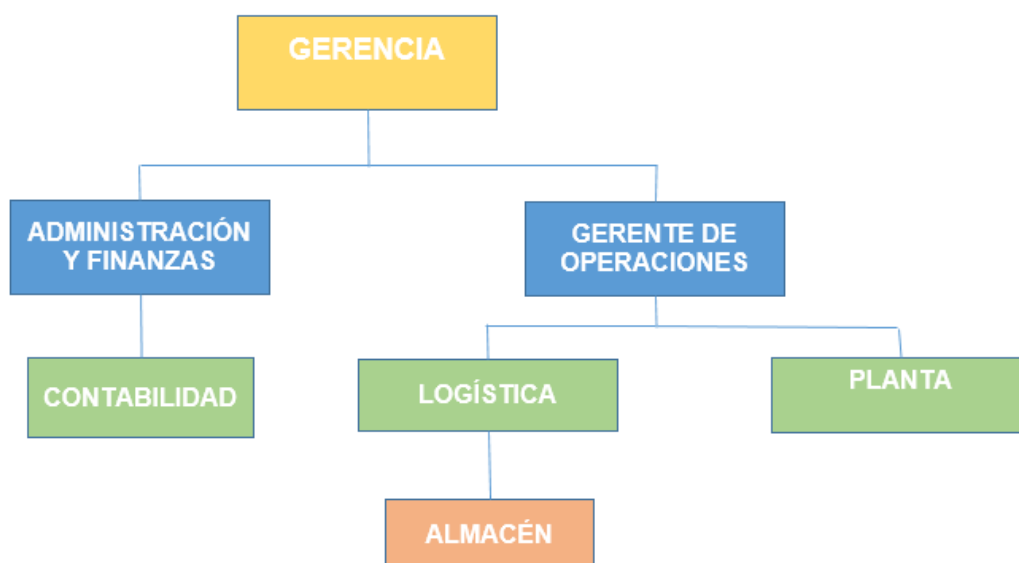 GERENCIA
ADMINISTRACIÓN
Y FINANZAS
GERENTE DE
OPERACIONES
CONTABILIDAD
LOGÍSTICA
PLANTA
ALMACÉN